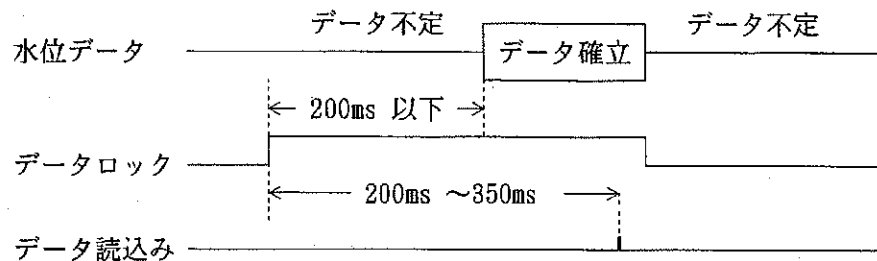 データ不定 データ不定
水位データ データ確立
200ms 以下
データロック
200ms ～350ms
データ読込み